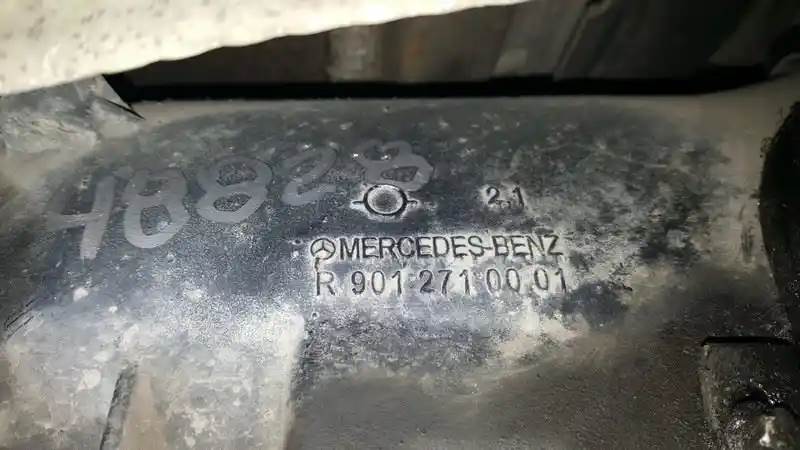 48828
2.1
MERCEDES-BENZ
R 901 271 00 01